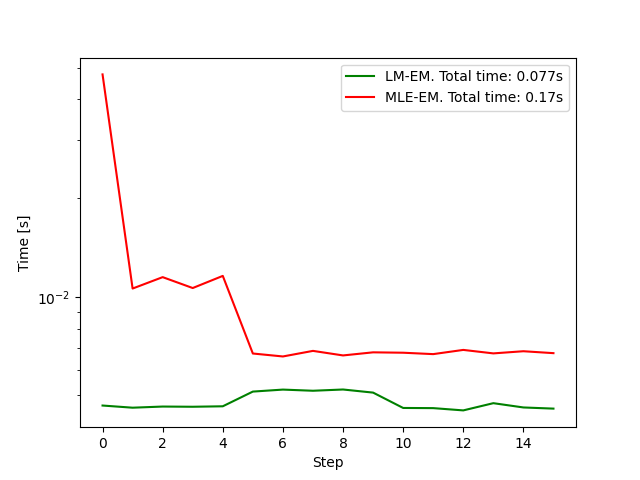 LM-EM. Total time: 0.077s
MLE-EM. Total time: 0.17s
Time [s]
10⁻²
0 2 4 6 8 10 12 14
Step